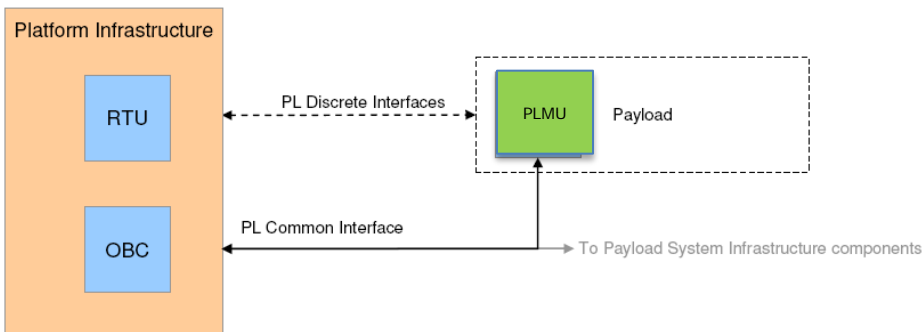 Platform Infrastructure
RTU
PL Discrete Interfaces
PLMU
Payload
OBC
PL Common Interface
To Payload System Infrastructure components